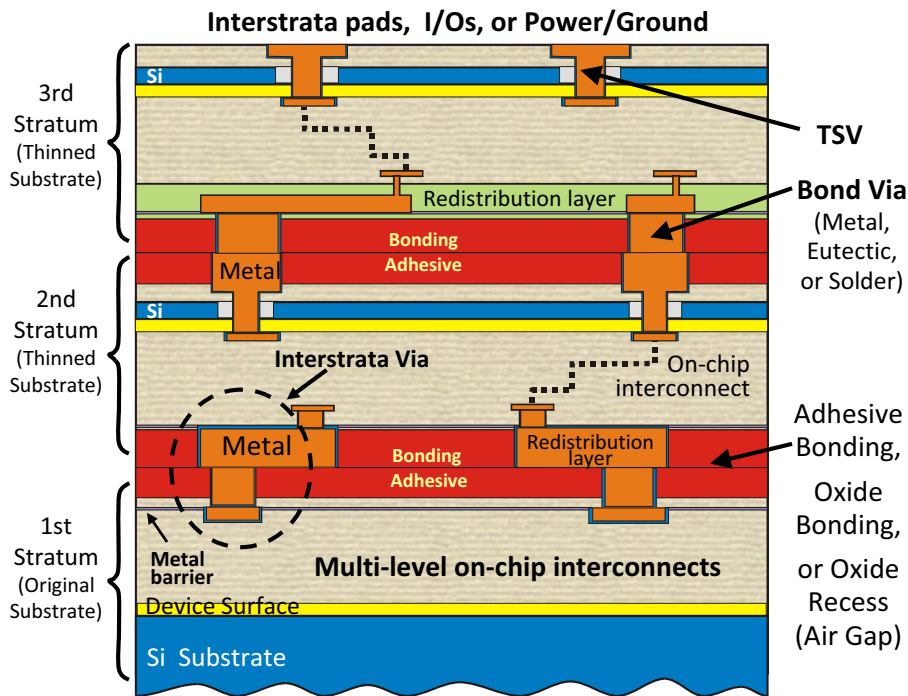 Interstrata pads, I/Os, or Power/Ground
3rd
Stratum
(Thinned
Substrate)
Si
TSV
Redistribution layer
Bond Via
(Metal,
Eutectic,
or Solder)
Bonding
Adhesive
Metal
2nd
Stratum
(Thinned
Substrate)
Si
Interstrata Via
On-chip
interconnect
Metal
Redistribution
layer
Bonding
Adhesive
Adhesive
Bonding,
Oxide
Bonding,
or Oxide
Recess
(Air Gap)
1st
Stratum
(Original
Substrate)
Metal
barrier
Multi-level on-chip interconnects
Device Surface
Si Substrate